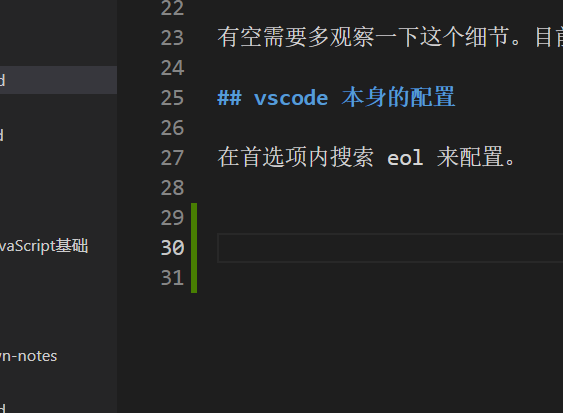 22
23 有空需要多观察一下这个细节。目前
24
d
25 ## vscode 本身的配置
26
d
27 在首选项内搜索 eol 来配置。
28
29
30
vaScript基础
31
vn-notes
d